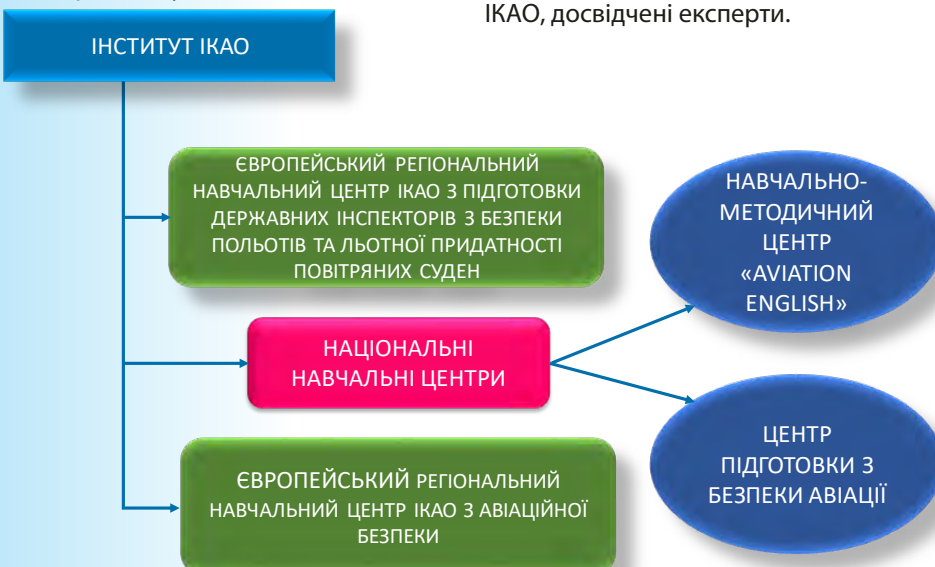 ІКАО, досвідчені експерти.
ІНСТИТУТ ІКАО
ЄВРОПЕЙСЬКИЙ РЕГІОНАЛЬНИЙ
НАВЧАЛЬНИЙ ЦЕНТР ІКАО З ПІДГОТОВКИ
ДЕРЖАВНИХ ІНСПЕКТОРІВ З БЕЗПЕКИ
ПОЛЬОТІВ ТА ЛЬОТНОЇ ПРИДАТНОСТІ
ПОВІТРЯНИХ СУДЕН
НАЦІОНАЛЬНІ
НАВЧАЛЬНІ ЦЕНТРИ
ЄВРОПЕЙСЬКИЙ РЕГІОНАЛЬНИЙ
НАВЧАЛЬНИЙ ЦЕНТР ІКАО З АВІАЦІЙНОЇ
БЕЗПЕКИ
НАВЧАЛЬНО-
МЕТОДИЧНИЙ
ЦЕНТР
«AVIATION
ENGLISH»
ЦЕНТР
ПІДГОТОВКИ З
БЕЗПЕКИ АВІАЦІЇ